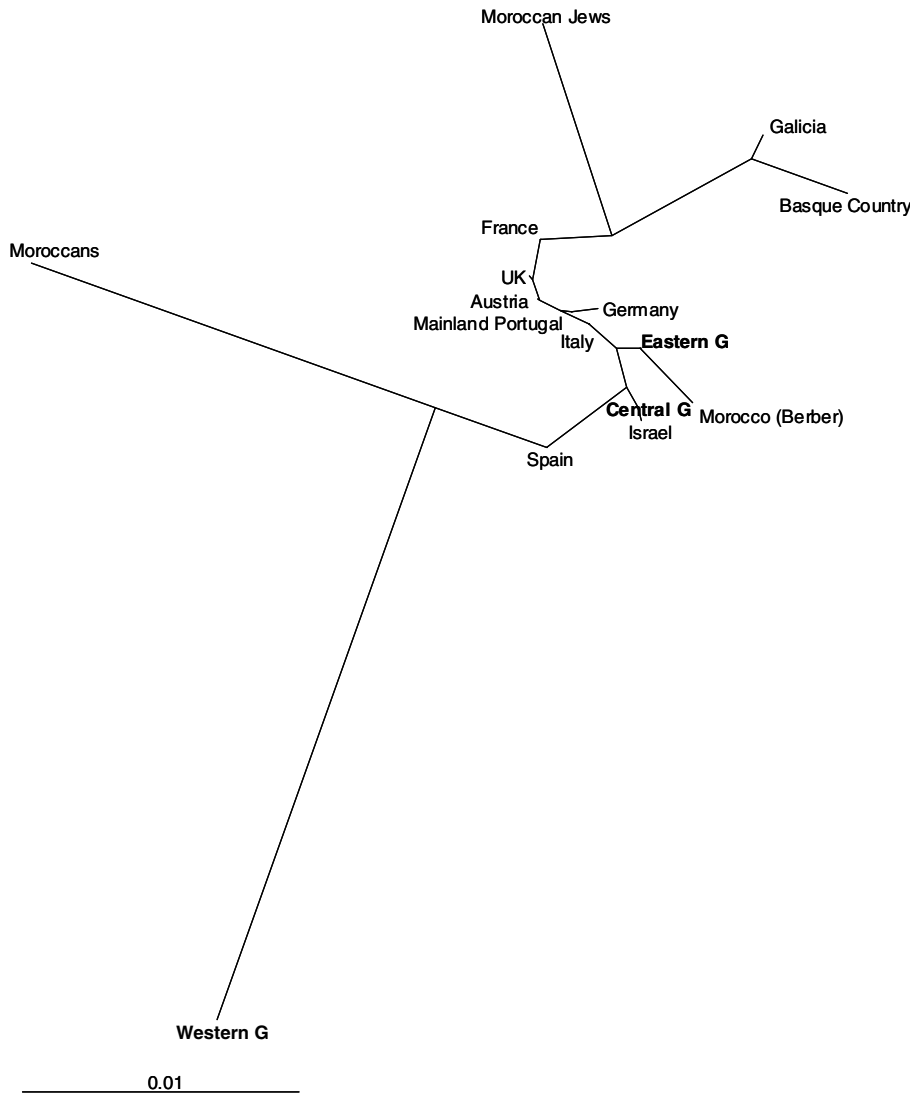 Moroccan Jews
Galicia
Basque Country
France
Moroccans
UK
Austria
Germany
Mainland Portugal
Italy
Eastern G
Central G
Morocco (Berber)
Israel
Spain
Western G
0.01